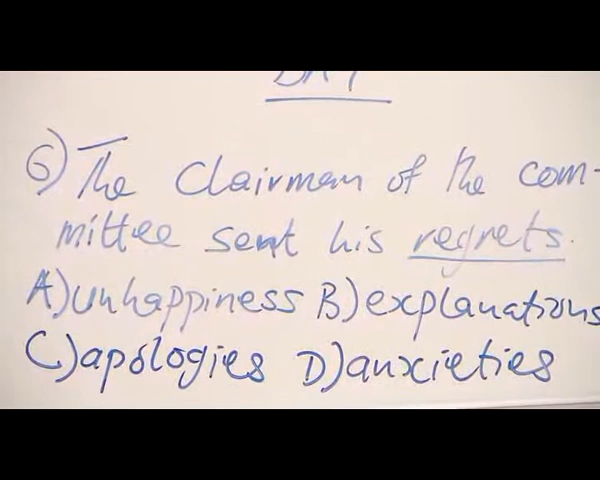 6) The Clairman of the com-
mittee sent his regrets.
A) unhappiness B) explanations
C) apologies D) anxieties